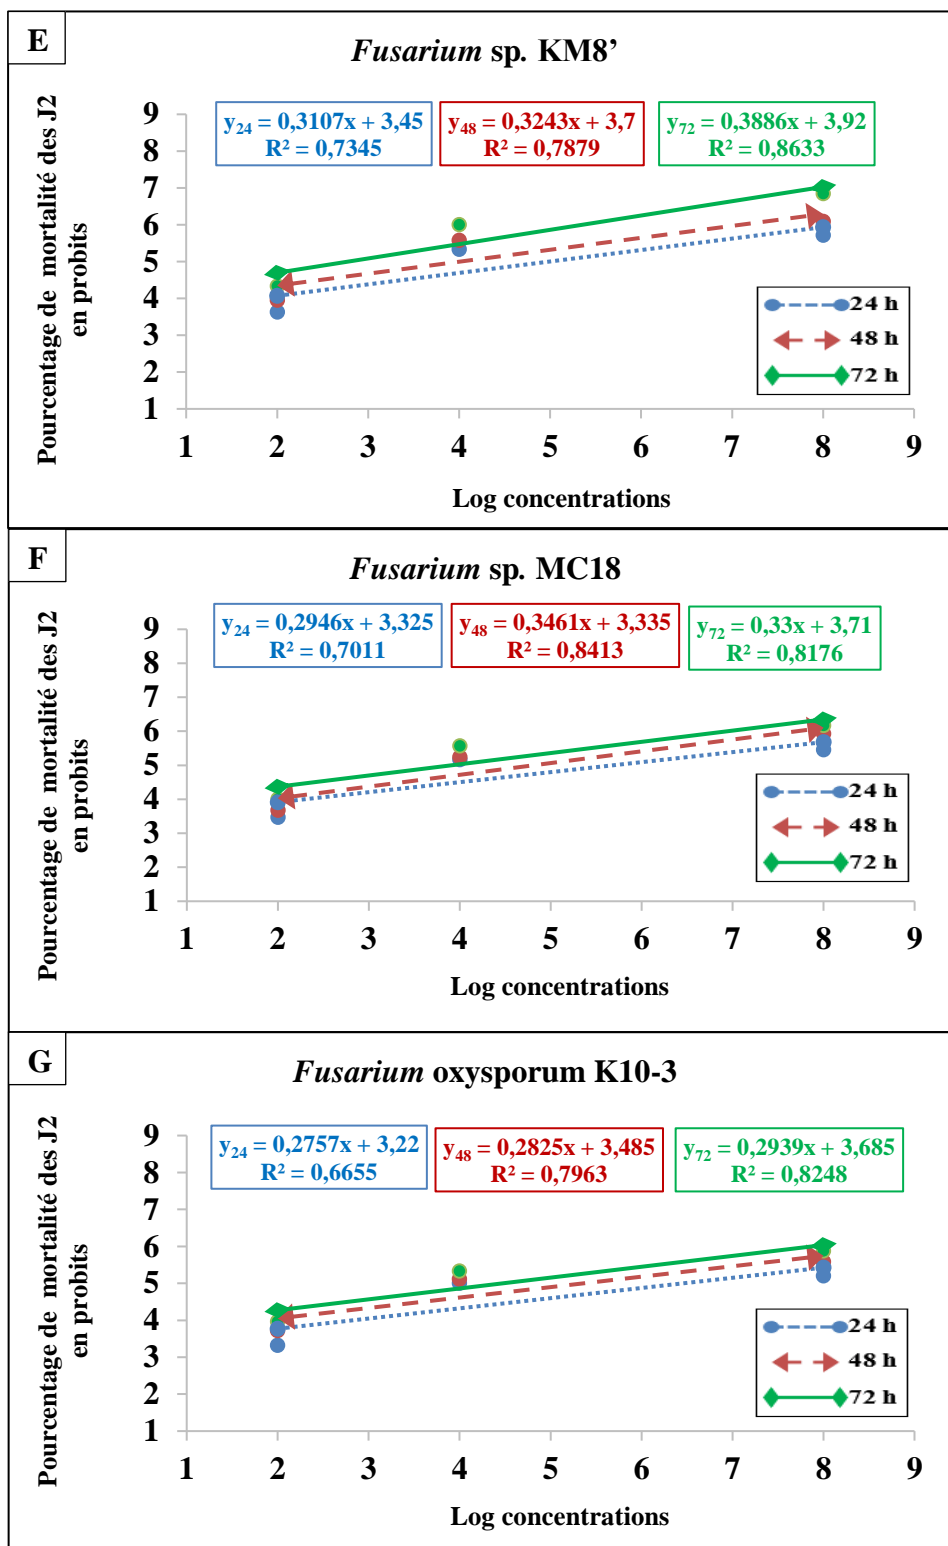 E
Fusarium sp. KM8’
Pourcentage de mortalité des J2
en probits
y24 = 0,3107x + 3,45
R² = 0,7345
y48 = 0,3243x + 3,7
R² = 0,7879
y72 = 0,3886x + 3,92
R² = 0,8633
9
8
7
6
5
4
3
2
1
1 2 3 4 5 6 7 8 9
24 h
48 h
72 h
Log concentrations
F
Fusarium sp. MC18
Pourcentage de mortalité des J2
en probits
y24 = 0,2946x + 3,325
R² = 0,7011
y48 = 0,3461x + 3,335
R² = 0,8413
y72 = 0,33x + 3,71
R² = 0,8176
9
8
7
6
5
4
3
2
1
1 2 3 4 5 6 7 8 9
24 h
48 h
72 h
Log concentrations
G
Fusarium oxysporum K10-3
Pourcentage de mortalité des J2
en probits
y24 = 0,2757x + 3,22
R² = 0,6655
y48 = 0,2825x + 3,485
R² = 0,7963
y72 = 0,2939x + 3,685
R² = 0,8248
9
8
7
6
5
4
3
2
1
1 2 3 4 5 6 7 8 9
24 h
48 h
72 h
Log concentrations